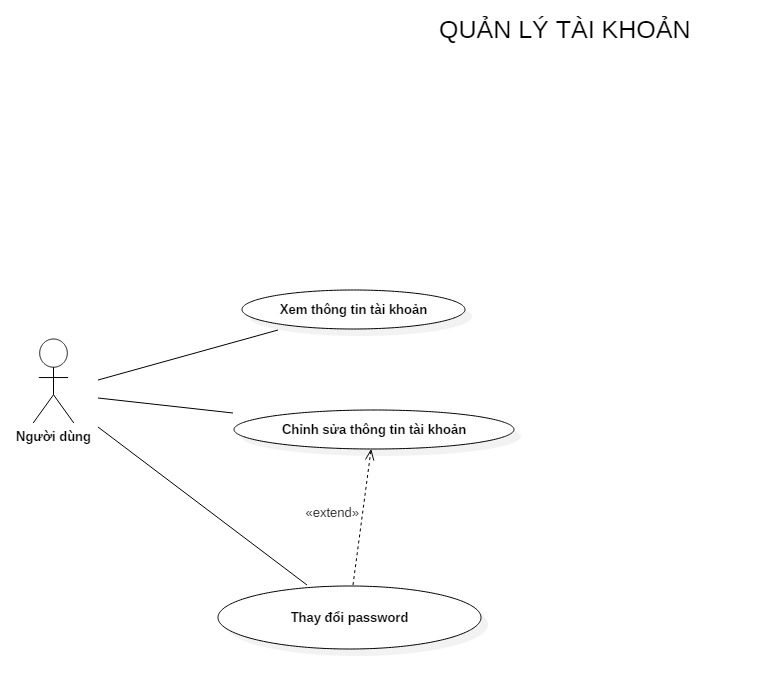 QUẢN LÝ TÀI KHOẢN
Xem thông tin tài khoản
Chỉnh sửa thông tin tài khoản
Người dùng
«extend»
Thay đổi password